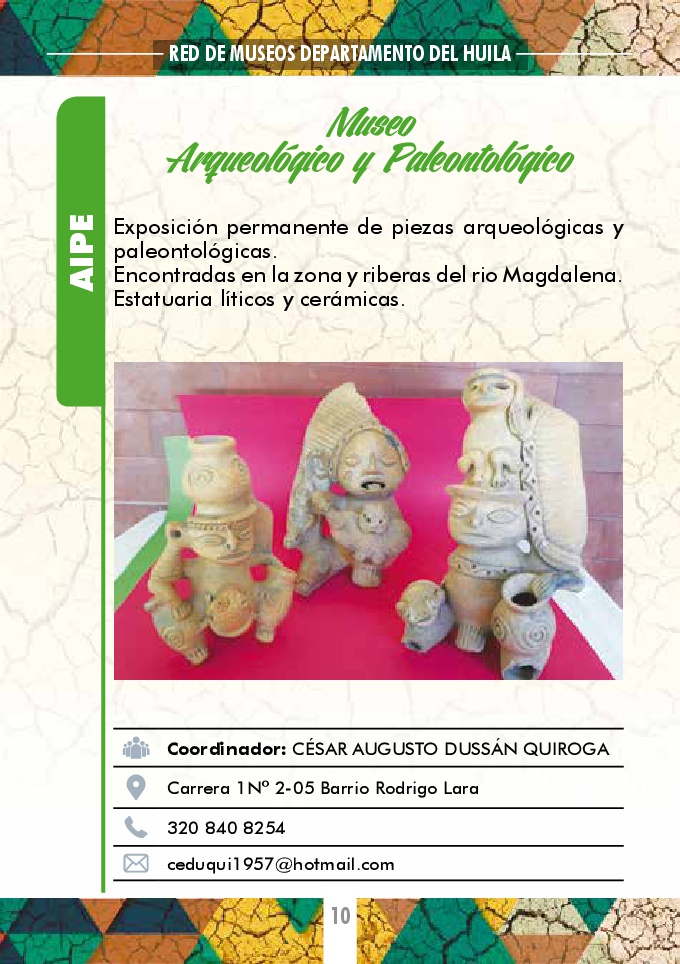 RED DE MUSEOS DEPARTAMENTO DEL HUILA
AIPE
Museo
Arqueológico y Paleontológico
Exposición permanente de piezas arqueológicas y
paleontológicas.
Encontradas en la zona y riberas del rio Magdalena.
Estatuaria líticos y cerámicas.
Coordinador: CÉSAR AUGUSTO DUSSÁN QUIROGA
Carrera 1Nº 2-05 Barrio Rodrigo Lara
320 840 8254
ceduqui1957@hotmail.com
10